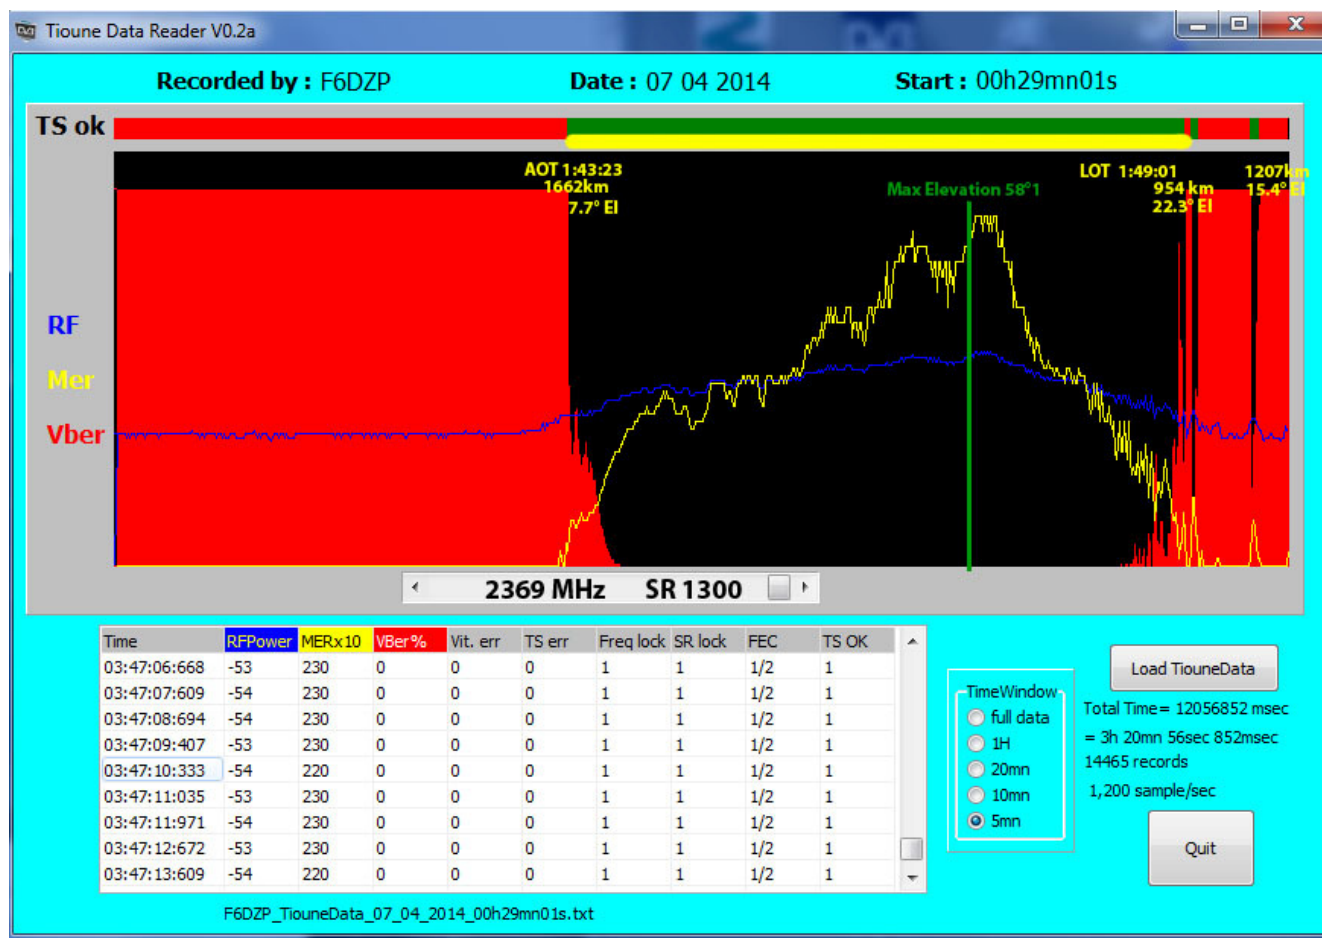 Tioune Data Reader V0.2a
Recorded by : F6DZP Date : 07 04 2014 Start : 00h29mn01s
TS ok
AOT 1:43:23
1662km
7.7° El
Max Elevation 58°1
LOT 1:49:01
954 km
22.3° El
1207km
15.4° El
RF
Mer
Vber
2369 MHz SR 1300
Time RFPower MERx10 VBer% Vit. err TS err Freq lock SR lock FEC TS OK
03:47:06:668 -53 230 0 0 0 1 1 1/2 1
03:47:07:609 -54 230 0 0 0 1 1 1/2 1
03:47:08:694 -54 230 0 0 0 1 1 1/2 1
03:47:09:407 -53 230 0 0 0 1 1 1/2 1
03:47:10:333 -54 220 0 0 0 1 1 1/2 1
03:47:11:035 -53 230 0 0 0 1 1 1/2 1
03:47:11:971 -54 230 0 0 0 1 1 1/2 1
03:47:12:672 -53 230 0 0 0 1 1 1/2 1
03:47:13:609 -54 220 0 0 0 1 1 1/2 1
TimeWindow
full data
1H
20mn
10mn
5mn
Load TiouneData
Total Time= 12056852 msec
= 3h 20mn 56sec 852msec
14465 records
1,200 sample/sec
Quit
F6DZP_TiouneData_07_04_2014_00h29mn01s.txt